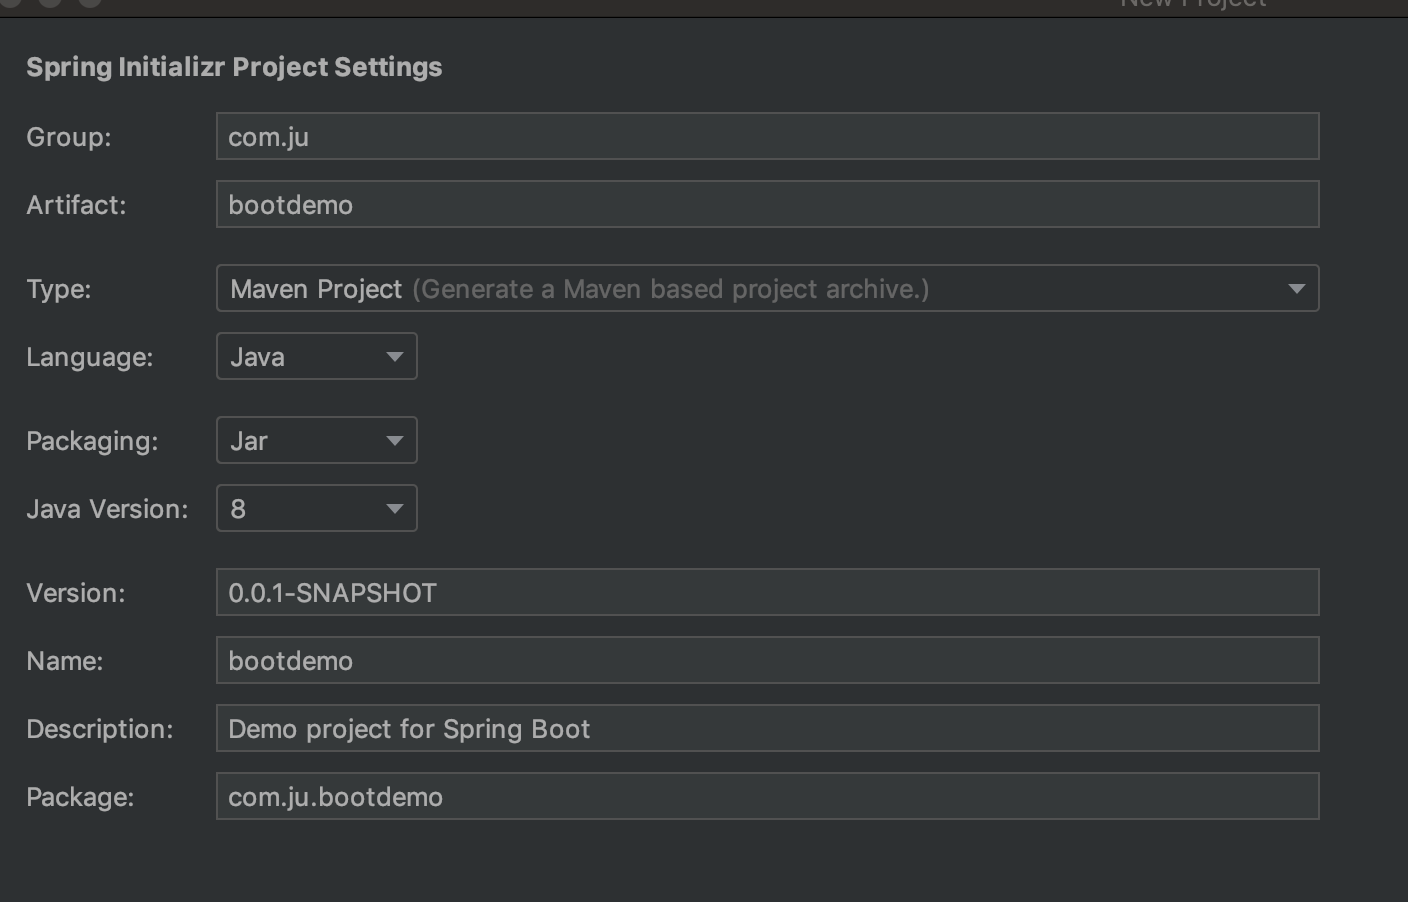 New Project
Spring Initializr Project Settings
Group: com.ju
Artifact: bootdemo
Type: Maven Project (Generate a Maven based project archive.)
Language: Java
Packaging: Jar
Java Version: 8
Version: 0.0.1-SNAPSHOT
Name: bootdemo
Description: Demo project for Spring Boot
Package: com.ju.bootdemo